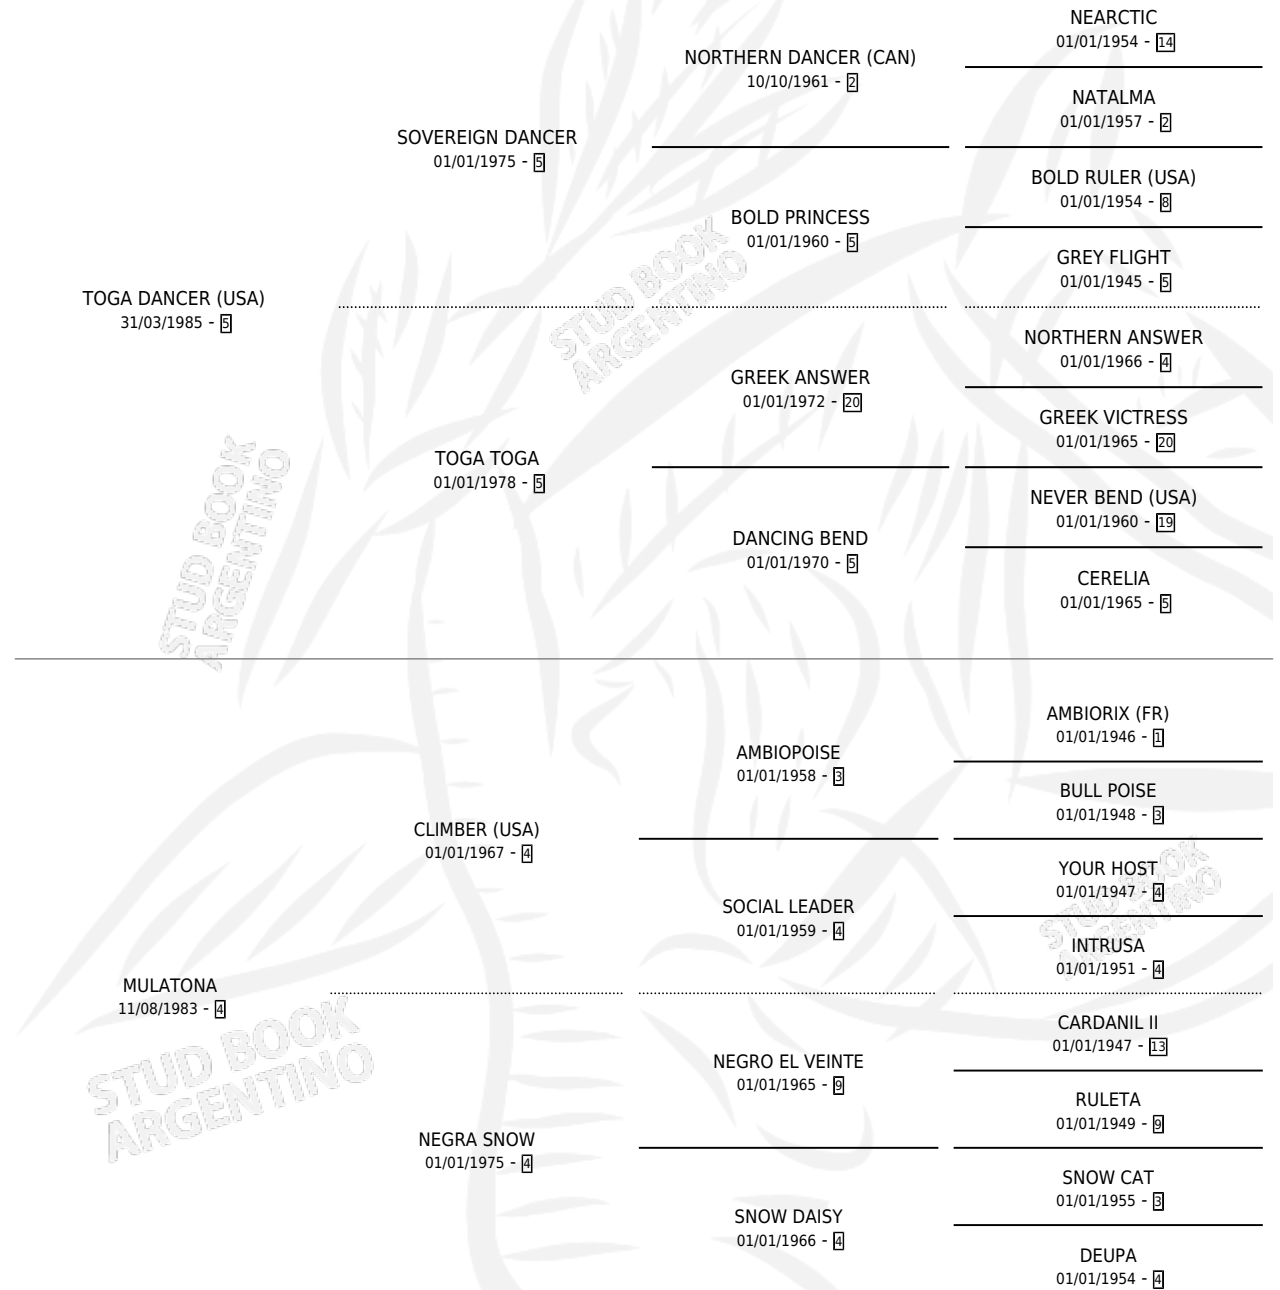 NEARCTIC
01/01/1954 - 14
NORTHERN DANCER (CAN)
10/10/1961 - 2
NATALMA
01/01/1957 - 2
SOVEREIGN DANCER
01/01/1975 - 5
BOLD RULER (USA)
01/01/1954 - 8
BOLD PRINCESS
01/01/1960 - 5
GREY FLIGHT
01/01/1945 - 5
TOGA DANCER (USA)
31/03/1985 - 5
NORTHERN ANSWER
01/01/1966 - 4
GREEK ANSWER
01/01/1972 - 20
GREEK VICTRESS
01/01/1965 - 20
TOGA TOGA
01/01/1978 - 5
NEVER BEND (USA)
01/01/1960 - 19
DANCING BEND
01/01/1970 - 5
CERELIA
01/01/1965 - 5
AMBIORIX (FR)
01/01/1946 - 1
AMBIOPOISE
01/01/1958 - 3
BULL POISE
01/01/1948 - 3
CLIMBER (USA)
01/01/1967 - 4
YOUR HOST
01/01/1947 - 4
SOCIAL LEADER
01/01/1959 - 4
INTRUSA
01/01/1951 - 4
MULATONA
11/08/1983 - 4
CARDANIL II
01/01/1947 - 13
NEGRO EL VEINTE
01/01/1965 - 9
RULETA
01/01/1949 - 9
NEGRA SNOW
01/01/1975 - 4
SNOW CAT
01/01/1955 - 3
SNOW DAISY
01/01/1966 - 4
DEUPA
01/01/1954 - 4
STUD BOOK
ARGENTINO
STUD BOOK
ARGENTINO
STUD BOOK
ARGENTINO
STUD BOOK
ARGENTINO